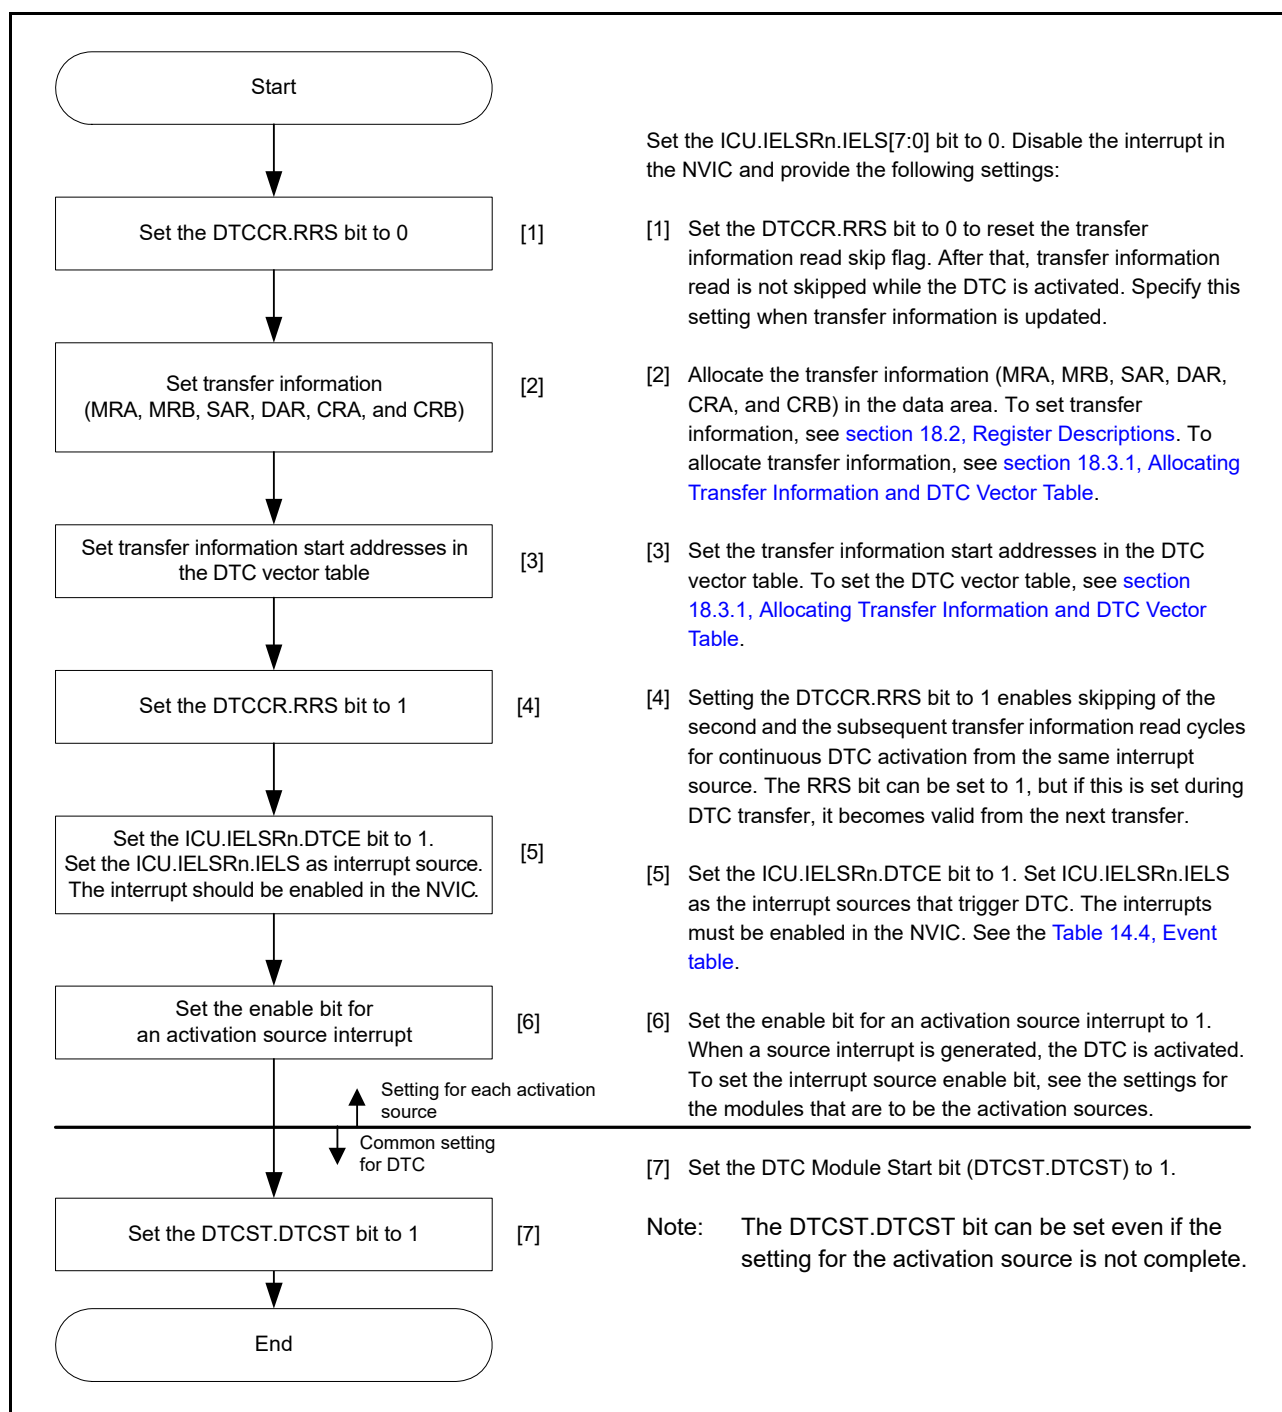 Start
Set the DTCCR.RRS bit to 0
[1]
Set transfer information
(MRA, MRB, SAR, DAR, CRA, and CRB)
[2]
Set transfer information start addresses in
the DTC vector table
[3]
Set the DTCCR.RRS bit to 1
[4]
Set the ICU.IELSRn.DTCE bit to 1.
Set the ICU.IELSRn.IELS as interrupt source.
The interrupt should be enabled in the NVIC.
[5]
Set the enable bit for
an activation source interrupt
[6]
Setting for each activation
source
Common setting
for DTC
Set the DTCST.DTCST bit to 1
[7]
End
Set the ICU.IELSRn.IELS[7:0] bit to 0. Disable the interrupt in
the NVIC and provide the following settings:
[1] Set the DTCCR.RRS bit to 0 to reset the transfer
information read skip flag. After that, transfer information
read is not skipped while the DTC is activated. Specify this
setting when transfer information is updated.
[2] Allocate the transfer information (MRA, MRB, SAR, DAR,
CRA, and CRB) in the data area. To set transfer
information, see section 18.2, Register Descriptions. To
allocate transfer information, see section 18.3.1, Allocating
Transfer Information and DTC Vector Table.
[3] Set the transfer information start addresses in the DTC
vector table. To set the DTC vector table, see section
18.3.1, Allocating Transfer Information and DTC Vector
Table.
[4] Setting the DTCCR.RRS bit to 1 enables skipping of the
second and the subsequent transfer information read cycles
for continuous DTC activation from the same interrupt
source. The RRS bit can be set to 1, but if this is set during
DTC transfer, it becomes valid from the next transfer.
[5] Set the ICU.IELSRn.DTCE bit to 1. Set ICU.IELSRn.IELS
as the interrupt sources that trigger DTC. The interrupts
must be enabled in the NVIC. See the Table 14.4, Event
table.
[6] Set the enable bit for an activation source interrupt to 1.
When a source interrupt is generated, the DTC is activated.
To set the interrupt source enable bit, see the settings for
the modules that are to be the activation sources.
[7] Set the DTC Module Start bit (DTCST.DTCST) to 1.
Note: The DTCST.DTCST bit can be set even if the
setting for the activation source is not complete.